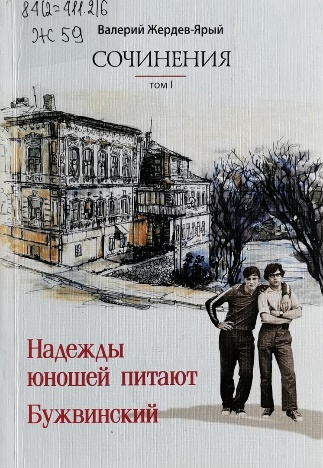 84(2=411.2)6
Ж 59
Валерий Жердев-Ярый
СОЧИНЕНИЯ
ТОМ I
Надежды
юношей питают
Бужвинский